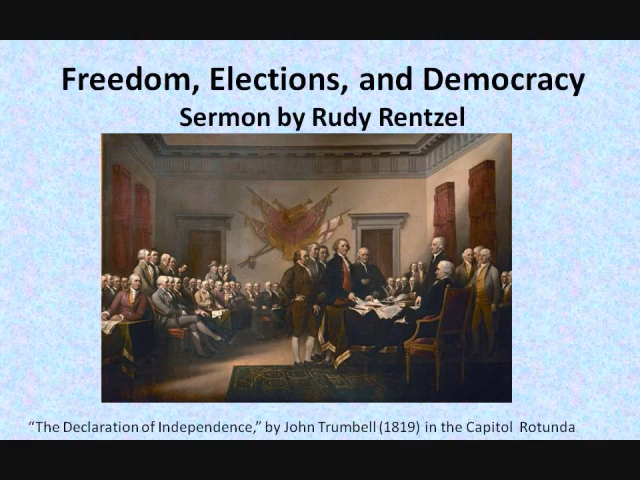 Freedom, Elections, and Democracy
Sermon by Rudy Rentzel
“The Declaration of Independence,” by John Trumbell (1819) in the Capitol Rotunda